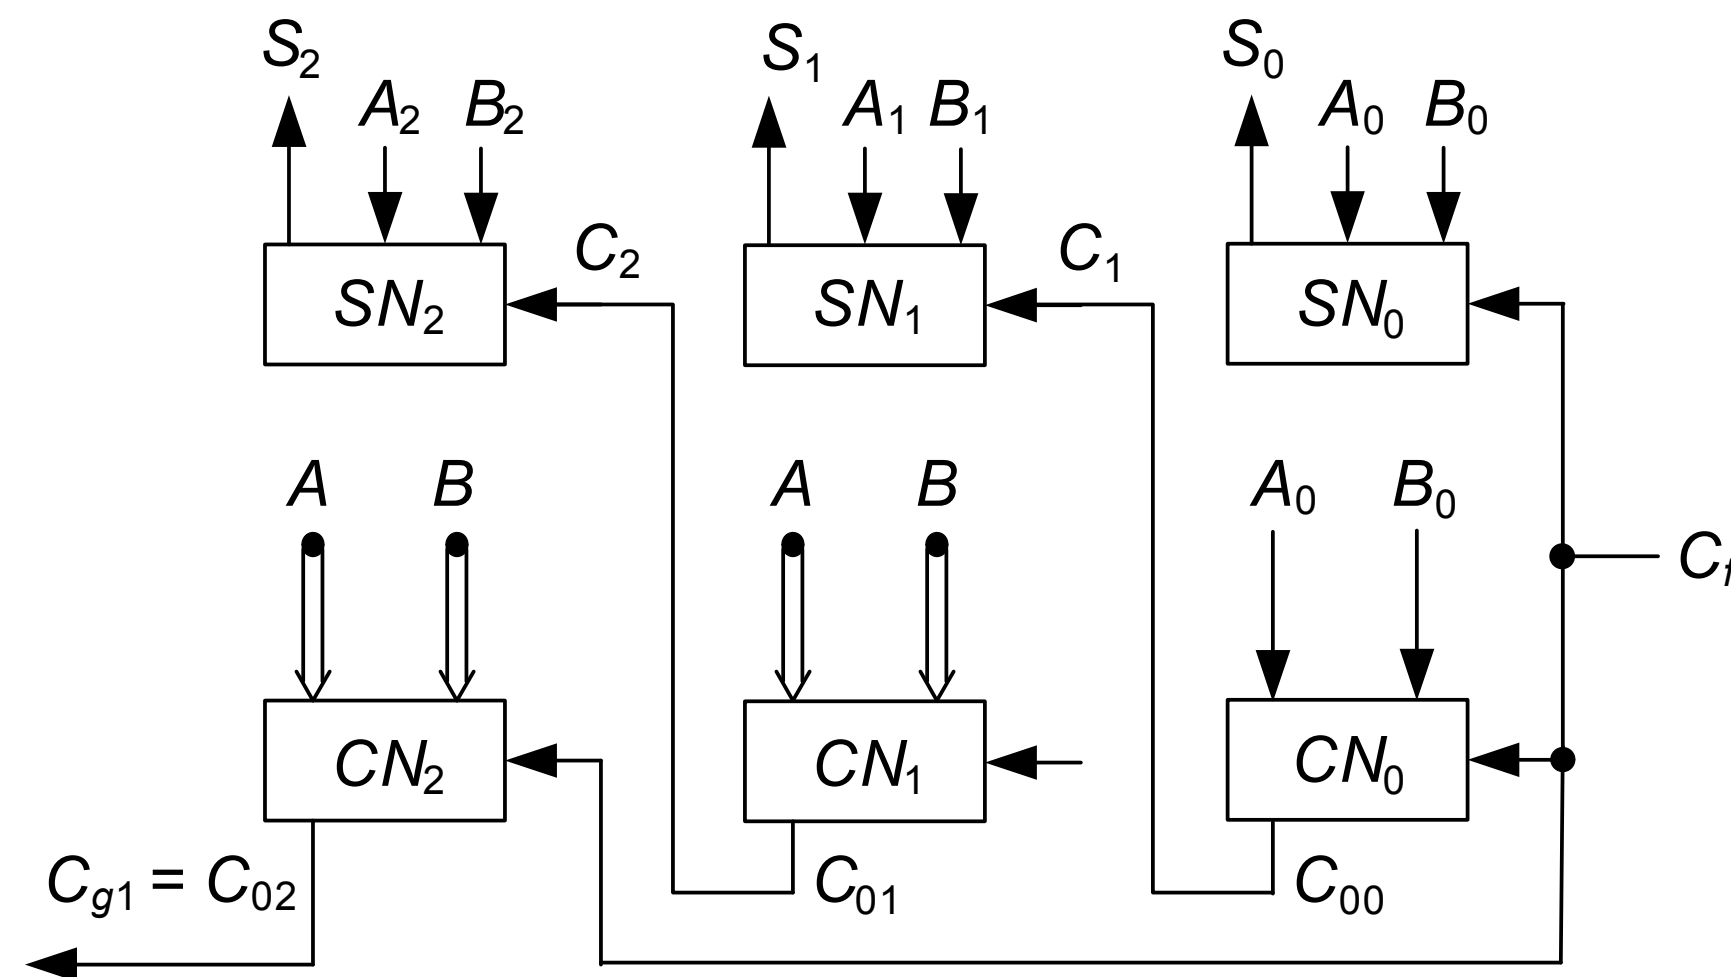 S2 S1 S0
A2 B2 A1 B1 A0 B0
C2 C1
SN2 SN1 SN0
A B A B A0 B0
CN2 CN1 CN0
Cg1 = C02 C01 C00